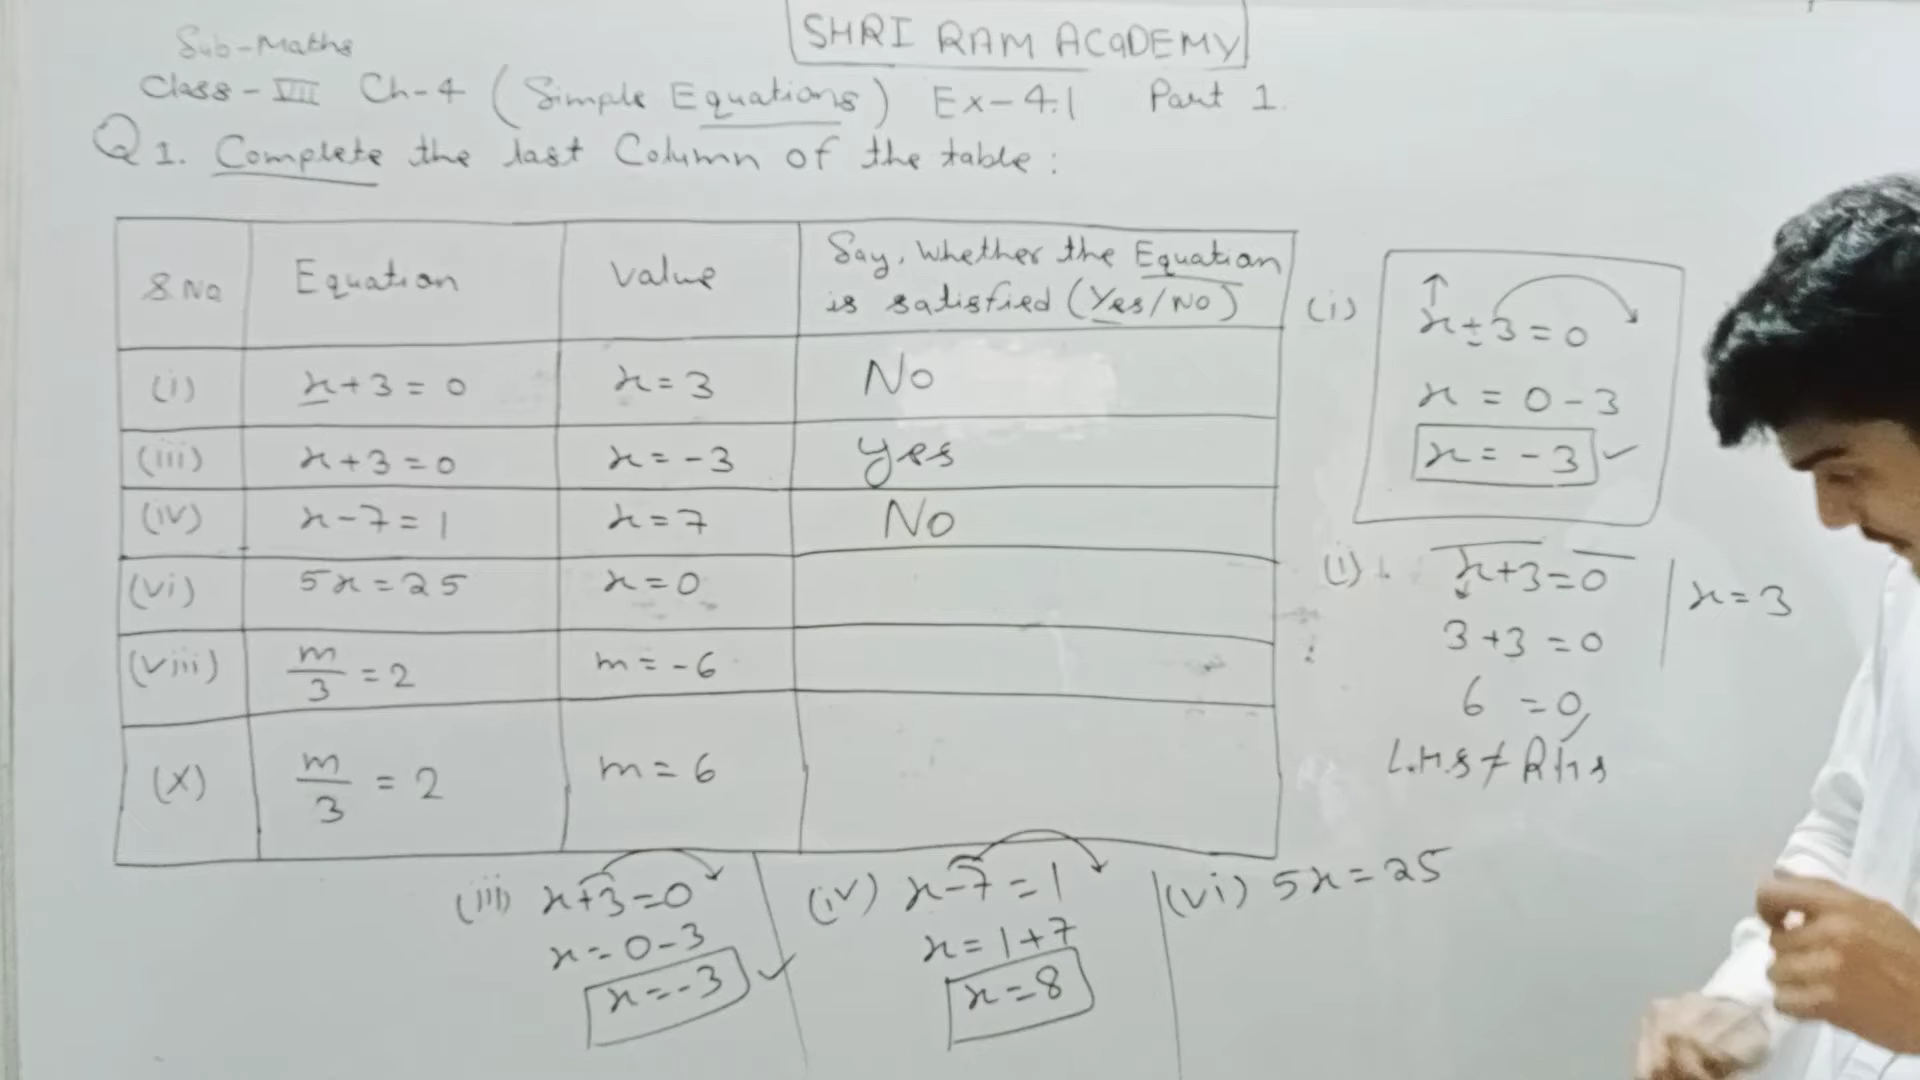 SHRI RAM ACADEMY
Sub-Maths
Class-VII Ch-4 (Simple Equations) Ex-4.1 Part 1.
Q1. Complete the last Column of the table:
S.No Equation Value Say, whether the Equation is satisfied (Yes/No)
(i) x+3=0 x=3 No
(iii) x+3=0 x=-3 yes
(iv) x-7=1 x=7 No
(vi) 5x=25 x=0
(viii) m/3=2 m=-6
(x) m/3=2 m=6
(i) x+3=0
x=0-3
x=-3 ✓
(i) x+3=0 | x=3
3+3=0
6=0
L.H.S≠RHS
(iii) x+3=0
x=0-3
x=-3 ✓
(iv) x-7=1
x=1+7
x=8
(vi) 5x=25